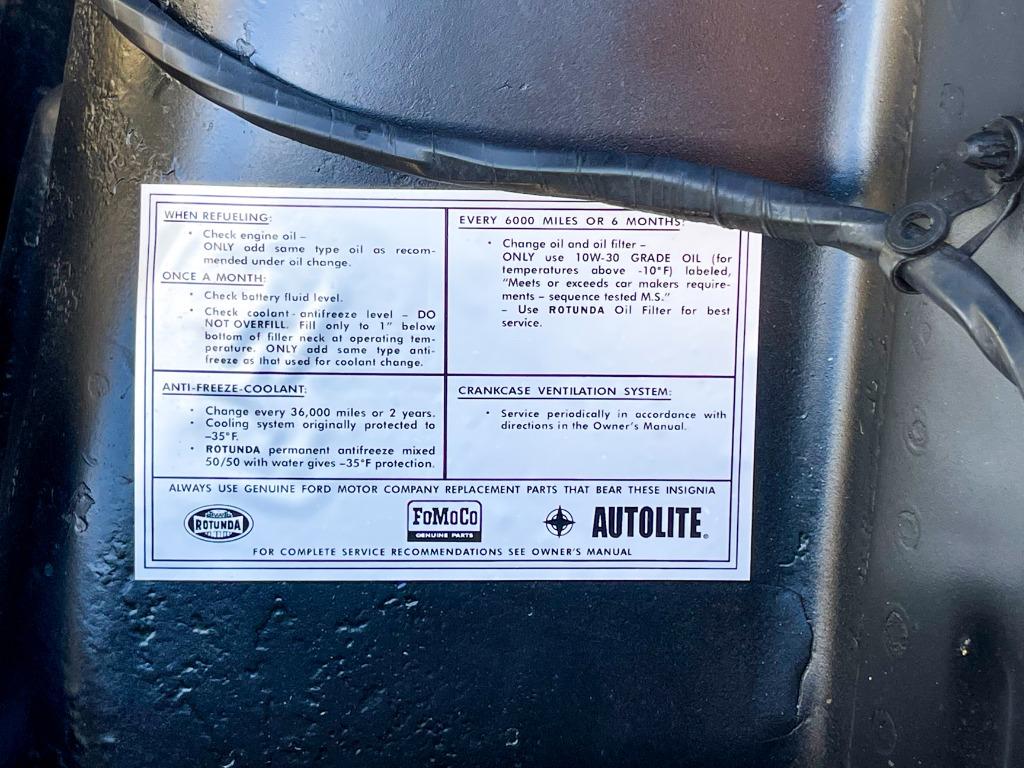 WHEN REFUELING:
• Check engine oil –
ONLY add same type oil as recom-
mended under oil change.
ONCE A MONTH:
• Check battery fluid level.
• Check coolant - antifreeze level – DO
NOT OVERFILL. Fill only to 1" below
bottom of filler neck at operating tem-
perature. ONLY add same type anti-
freeze as that used for coolant change.
EVERY 6000 MILES OR 6 MONTHS:
• Change oil and oil filter –
ONLY use 10W-30 GRADE OIL (for
temperatures above -10°F) labeled,
"Meets or exceeds car makers require-
ments – sequence tested M.S."
– Use ROTUNDA Oil Filter for best
service.
ANTI-FREEZE-COOLANT:
• Change every 36,000 miles or 2 years.
• Cooling system originally protected to
–35°F.
• ROTUNDA permanent antifreeze mixed
50/50 with water gives –35°F protection.
CRANKCASE VENTILATION SYSTEM:
• Service periodically in accordance with
directions in the Owner's Manual.
ALWAYS USE GENUINE FORD MOTOR COMPANY REPLACEMENT PARTS THAT BEAR THESE INSIGNIA
ROTUNDA
FoMoCo
GENUINE PARTS
AUTOLITE®
FOR COMPLETE SERVICE RECOMMENDATIONS SEE OWNER'S MANUAL